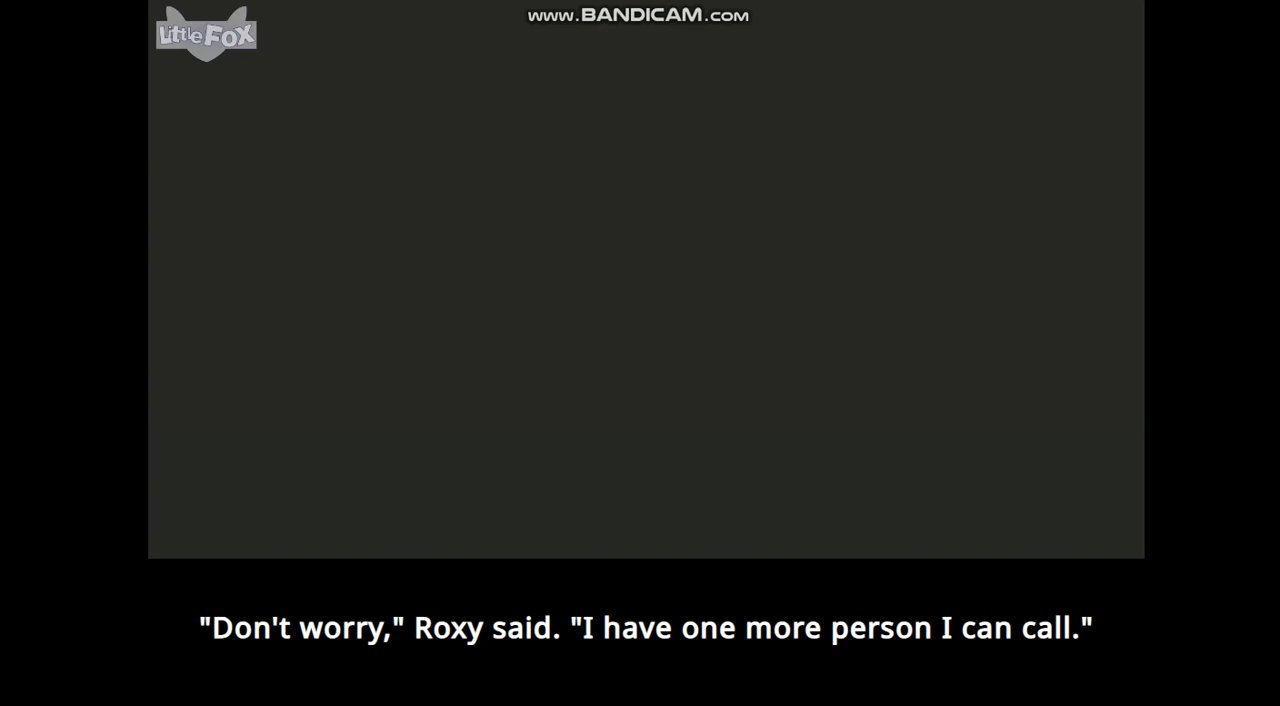 LittleFox
www.BANDICAM.com
"Don't worry," Roxy said. "I have one more person I can call."